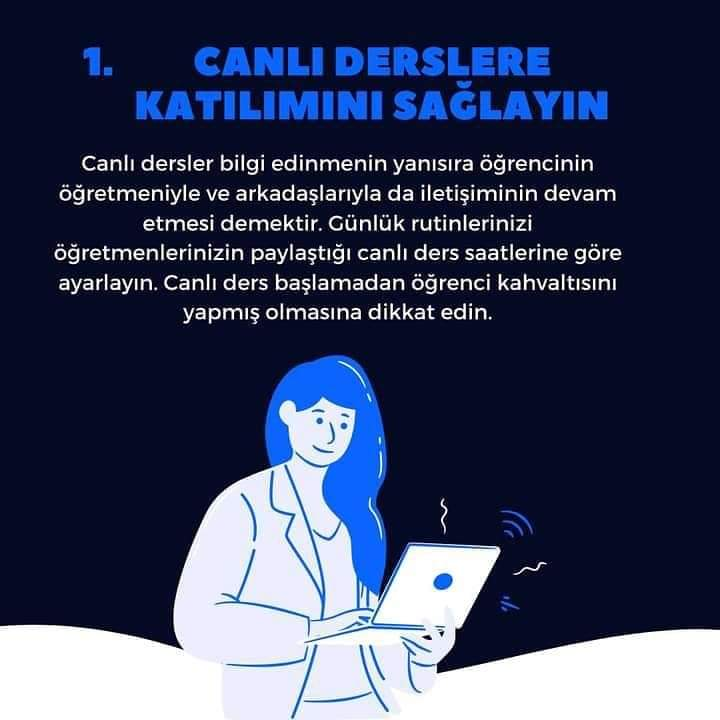 1. CANLI DERSLERE
KATILIMINI SAĞLAYIN
Canlı dersler bilgi edinmenin yanısıra öğrencinin
öğretmeniyle ve arkadaşlarıyla da iletişiminin devam
etmesi demektir. Günlük rutinlerinizi
öğretmenlerinizin paylaştığı canlı ders saatlerine göre
ayarlayın. Canlı ders başlamadan öğrenci kahvaltısını
yapmış olmasına dikkat edin.